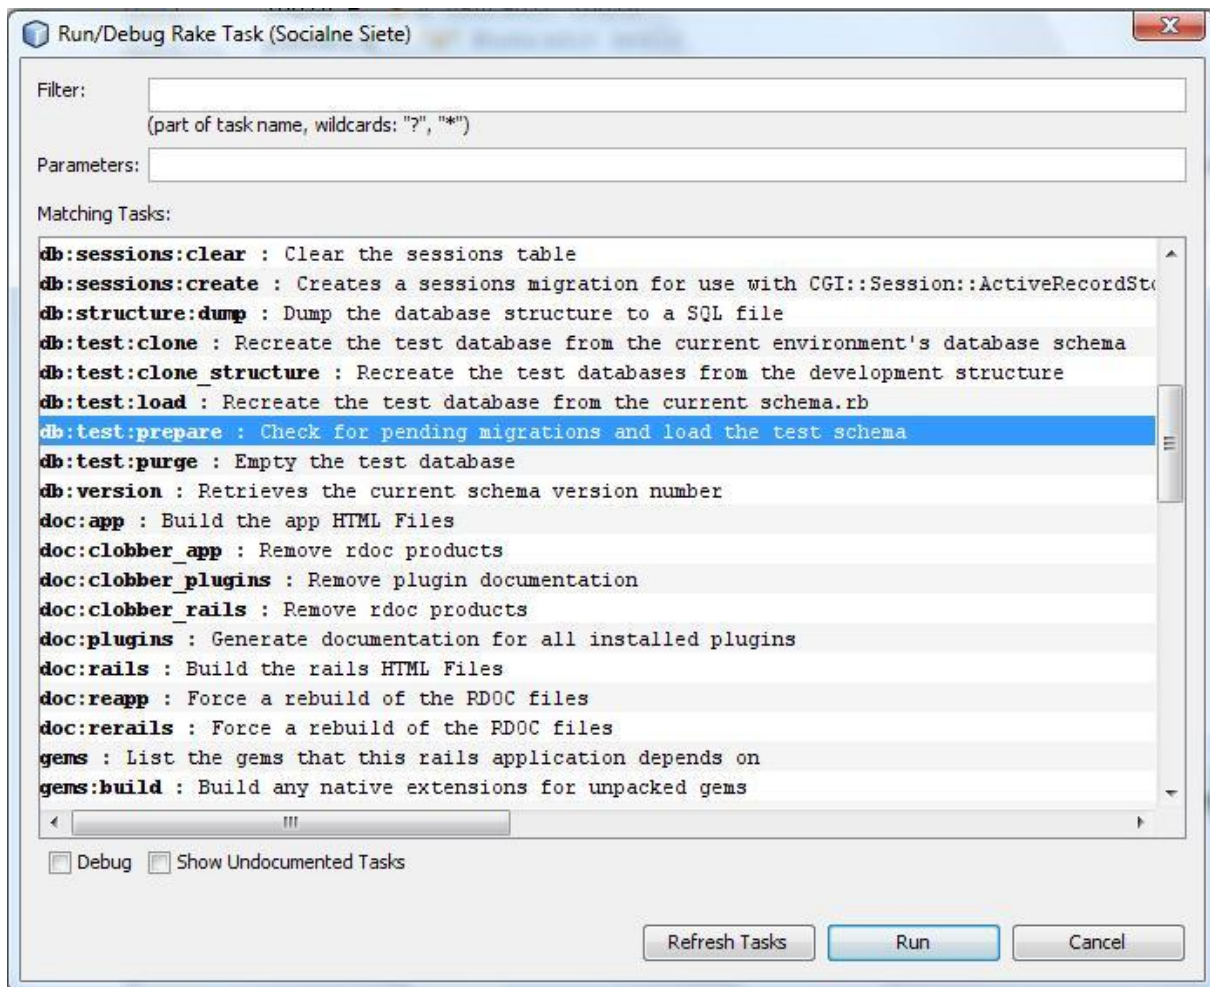 Run/Debug Rake Task (Socialne Siete)
Filter:
(part of task name, wildcards: "?", "*")
Parameters:
Matching Tasks:
db:sessions:clear : Clear the sessions table
db:sessions:create : Creates a sessions migration for use with CGI::Session::ActiveRecordSto
db:structure:dump : Dump the database structure to a SQL file
db:test:clone : Recreate the test database from the current environment's database schema
db:test:clone_structure : Recreate the test databases from the development structure
db:test:load : Recreate the test database from the current schema.rb
db:test:prepare : Check for pending migrations and load the test schema
db:test:purge : Empty the test database
db:version : Retrieves the current schema version number
doc:app : Build the app HTML Files
doc:clobber_app : Remove rdoc products
doc:clobber_plugins : Remove plugin documentation
doc:clobber_rails : Remove rdoc products
doc:plugins : Generate documentation for all installed plugins
doc:rails : Build the rails HTML Files
doc:reapp : Force a rebuild of the RDOC files
doc:rerails : Force a rebuild of the RDOC files
gems : List the gems that this rails application depends on
gems:build : Build any native extensions for unpacked gems
Debug Show Undocumented Tasks
Refresh Tasks Run Cancel